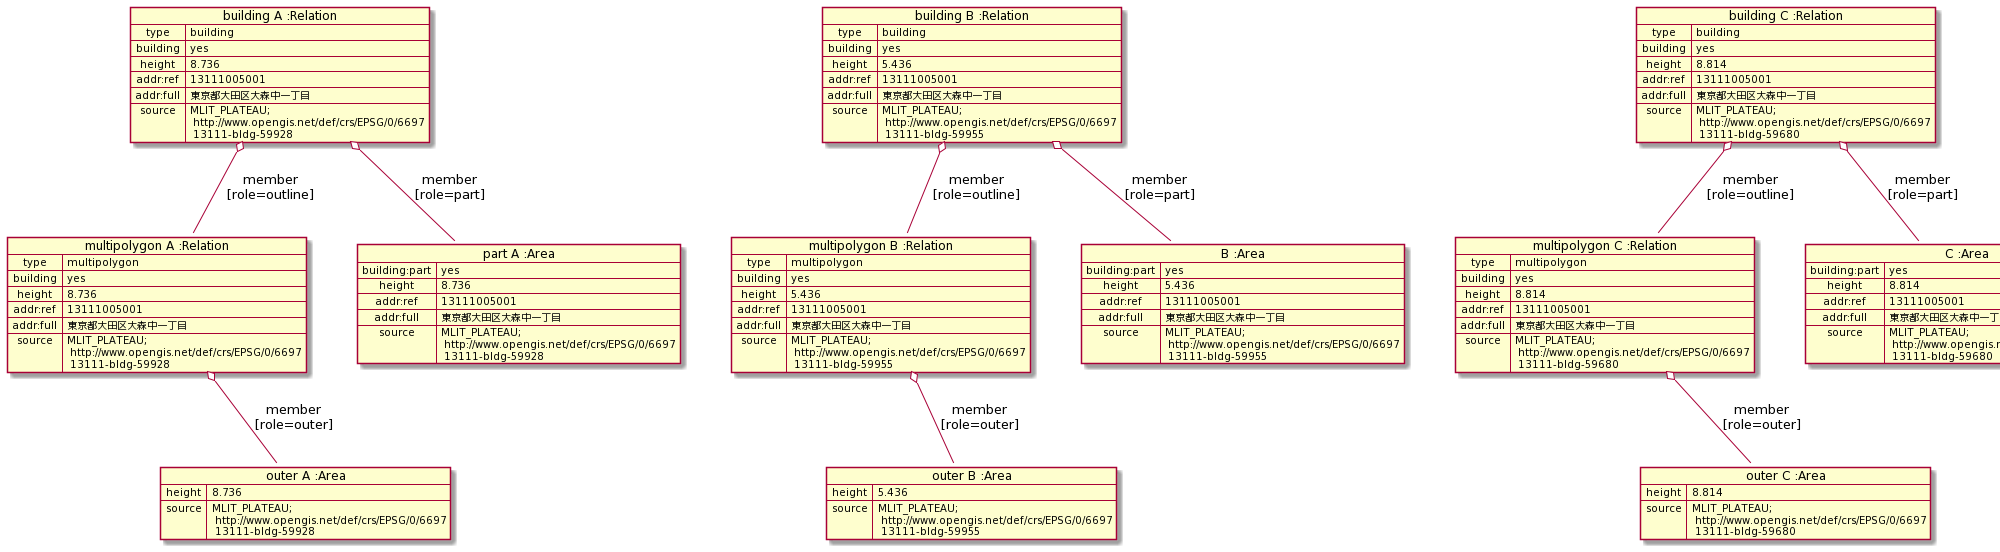 building A :Relation
type building
building yes
height 8.736
addr:ref 13111005001
addr:full 東京都大田区大森中一丁目
source MLIT_PLATEAU;
http://www.opengis.net/def/crs/EPSG/0/6697
13111-bldg-59928
building B :Relation
type building
building yes
height 5.436
addr:ref 13111005001
addr:full 東京都大田区大森中一丁目
source MLIT_PLATEAU;
http://www.opengis.net/def/crs/EPSG/0/6697
13111-bldg-59955
building C :Relation
type building
building yes
height 8.814
addr:ref 13111005001
addr:full 東京都大田区大森中一丁目
source MLIT_PLATEAU;
http://www.opengis.net/def/crs/EPSG/0/6697
13111-bldg-59680
member
[role=outline]
member
[role=part]
member
[role=outline]
member
[role=part]
member
[role=outline]
member
[role=part]
multipolygon A :Relation
type multipolygon
building yes
height 8.736
addr:ref 13111005001
addr:full 東京都大田区大森中一丁目
source MLIT_PLATEAU;
http://www.opengis.net/def/crs/EPSG/0/6697
13111-bldg-59928
part A :Area
building:part yes
height 8.736
addr:ref 13111005001
addr:full 東京都大田区大森中一丁目
source MLIT_PLATEAU;
http://www.opengis.net/def/crs/EPSG/0/6697
13111-bldg-59928
multipolygon B :Relation
type multipolygon
building yes
height 5.436
addr:ref 13111005001
addr:full 東京都大田区大森中一丁目
source MLIT_PLATEAU;
http://www.opengis.net/def/crs/EPSG/0/6697
13111-bldg-59955
B :Area
building:part yes
height 5.436
addr:ref 13111005001
addr:full 東京都大田区大森中一丁目
source MLIT_PLATEAU;
http://www.opengis.net/def/crs/EPSG/0/6697
13111-bldg-59955
multipolygon C :Relation
type multipolygon
building yes
height 8.814
addr:ref 13111005001
addr:full 東京都大田区大森中一丁目
source MLIT_PLATEAU;
http://www.opengis.net/def/crs/EPSG/0/6697
13111-bldg-59680
C :Area
building:part yes
height 8.814
addr:ref 13111005001
addr:full 東京都大田区大森中一丁
source MLIT_PLATEAU;
http://www.opengis.n
13111-bldg-59680
member
[role=outer]
member
[role=outer]
member
[role=outer]
outer A :Area
height 8.736
source MLIT_PLATEAU;
http://www.opengis.net/def/crs/EPSG/0/6697
13111-bldg-59928
outer B :Area
height 5.436
source MLIT_PLATEAU;
http://www.opengis.net/def/crs/EPSG/0/6697
13111-bldg-59955
outer C :Area
height 8.814
source MLIT_PLATEAU;
http://www.opengis.net/def/crs/EPSG/0/6697
13111-bldg-59680